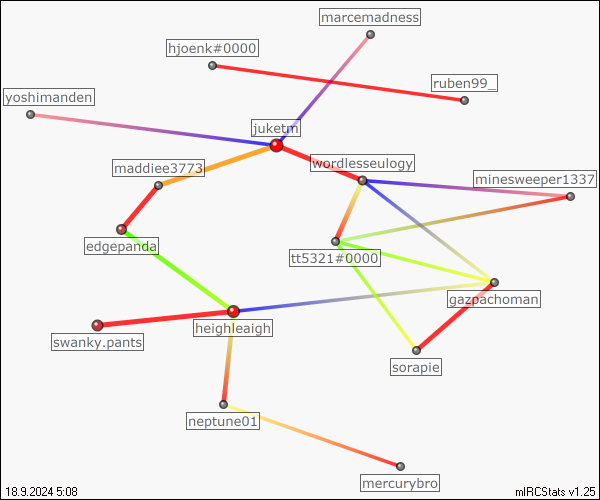 marcemadness
hjoenk#0000
ruben99_
yoshimanden
juketm
wordlesseulogy
maddiee3773
minesweeper1337
edgepanda
tt5321#0000
gazpachoman
heighleaigh
swanky.pants
sorapie
neptune01
mercurybro
18.9.2024 5:08
mIRCStats v1.25